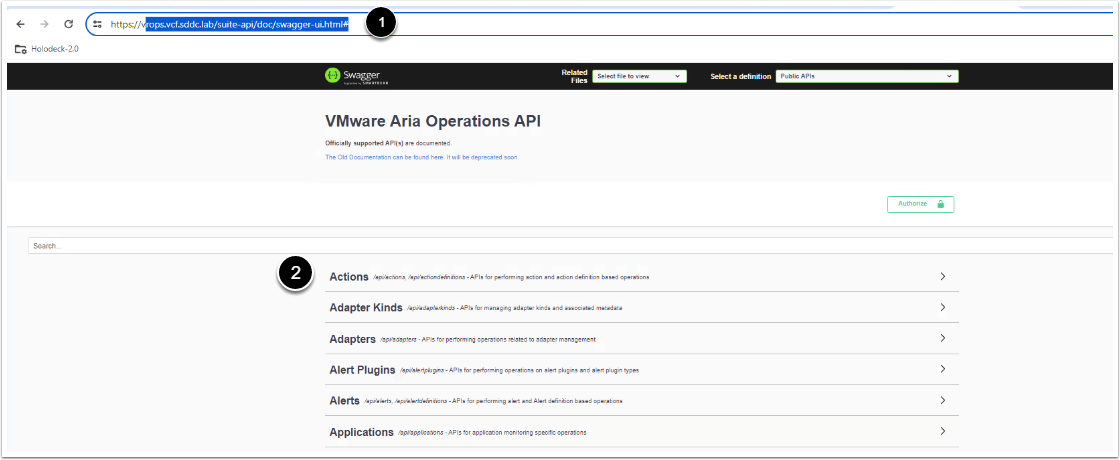 https://vrops.vcf.sddc.lab/suite-api/doc/swagger-ui.html#
1
Holodeck-2.0
Swagger
Related Files
Select file to view
Select a definition
Public APIs
VMware Aria Operations API
Officially supported API(s) are documented.
The Old Documentation can be found here. It will be deprecated soon.
Authorize
Search...
2
Actions /api/actions, /api/actiondefinitions - APIs for performing action and action definition based operations
Adapter Kinds /api/adapterkinds - APIs for managing adapter kinds and associated metadata
Adapters /api/adapters - APIs for performing operations related to adapter management
Alert Plugins /api/alertplugins - APIs for performing operations on alert plugins and alert plugin types
Alerts /api/alerts, /api/alertdefinitions - APIs for performing alert and Alert definition based operations
Applications /api/applications - APIs for application monitoring specific operations